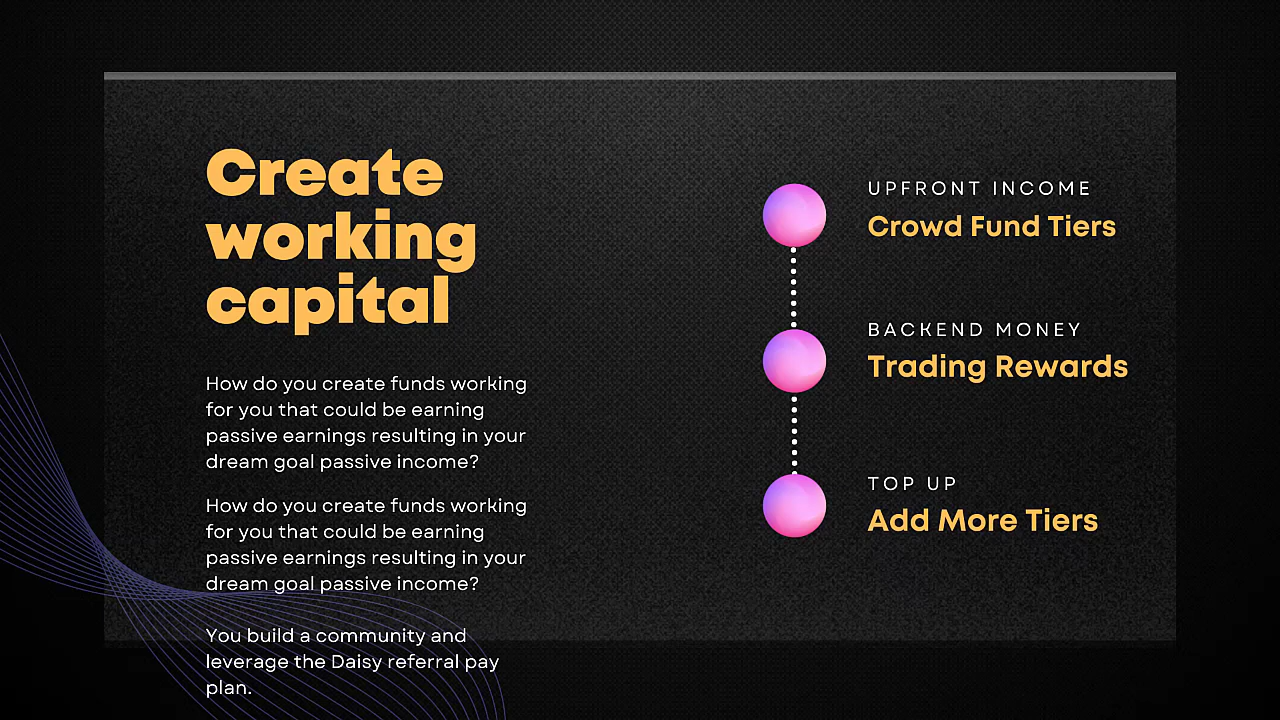 Create
working
capital
How do you create funds working
for you that could be earning
passive earnings resulting in your
dream goal passive income?
How do you create funds working
for you that could be earning
passive earnings resulting in your
dream goal passive income?
You build a community and
leverage the Daisy referral pay
plan.
UPFRONT INCOME
Crowd Fund Tiers
BACKEND MONEY
Trading Rewards
TOP UP
Add More Tiers